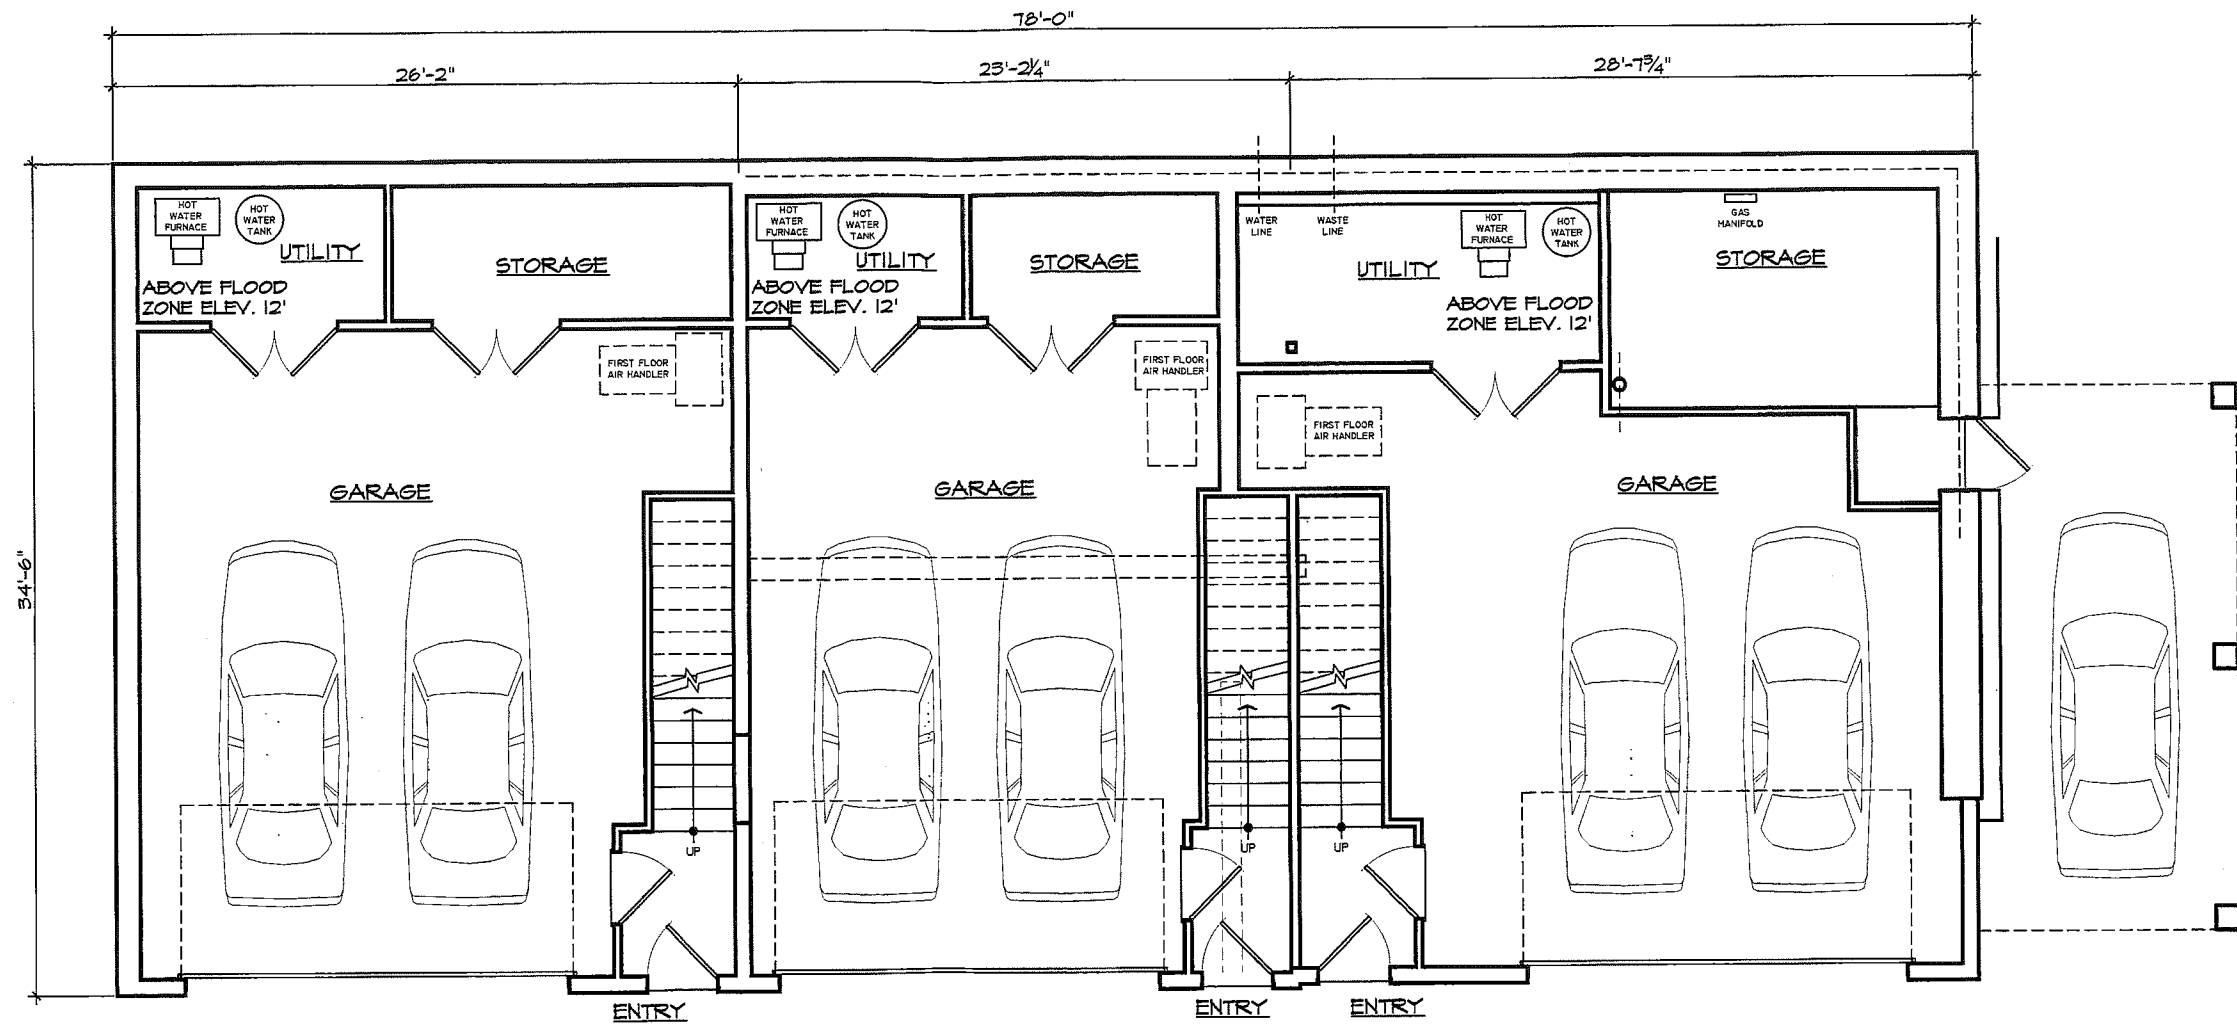 78'-0"
26'-2"
23'-2¼"
28'-7¾"
34'-6"
HOT
WATER
FURNACE
HOT
WATER
TANK
UTILITY
ABOVE FLOOD
ZONE ELEV. 12'
STORAGE
HOT
WATER
FURNACE
HOT
WATER
TANK
UTILITY
ABOVE FLOOD
ZONE ELEV. 12'
STORAGE
WATER
LINE
WASTE
LINE
HOT
WATER
FURNACE
HOT
WATER
TANK
UTILITY
ABOVE FLOOD
ZONE ELEV. 12'
GAS
MANIFOLD
STORAGE
FIRST FLOOR
AIR HANDLER
FIRST FLOOR
AIR HANDLER
FIRST FLOOR
AIR HANDLER
GARAGE
GARAGE
GARAGE
UP
UP
UP
ENTRY
ENTRY
ENTRY